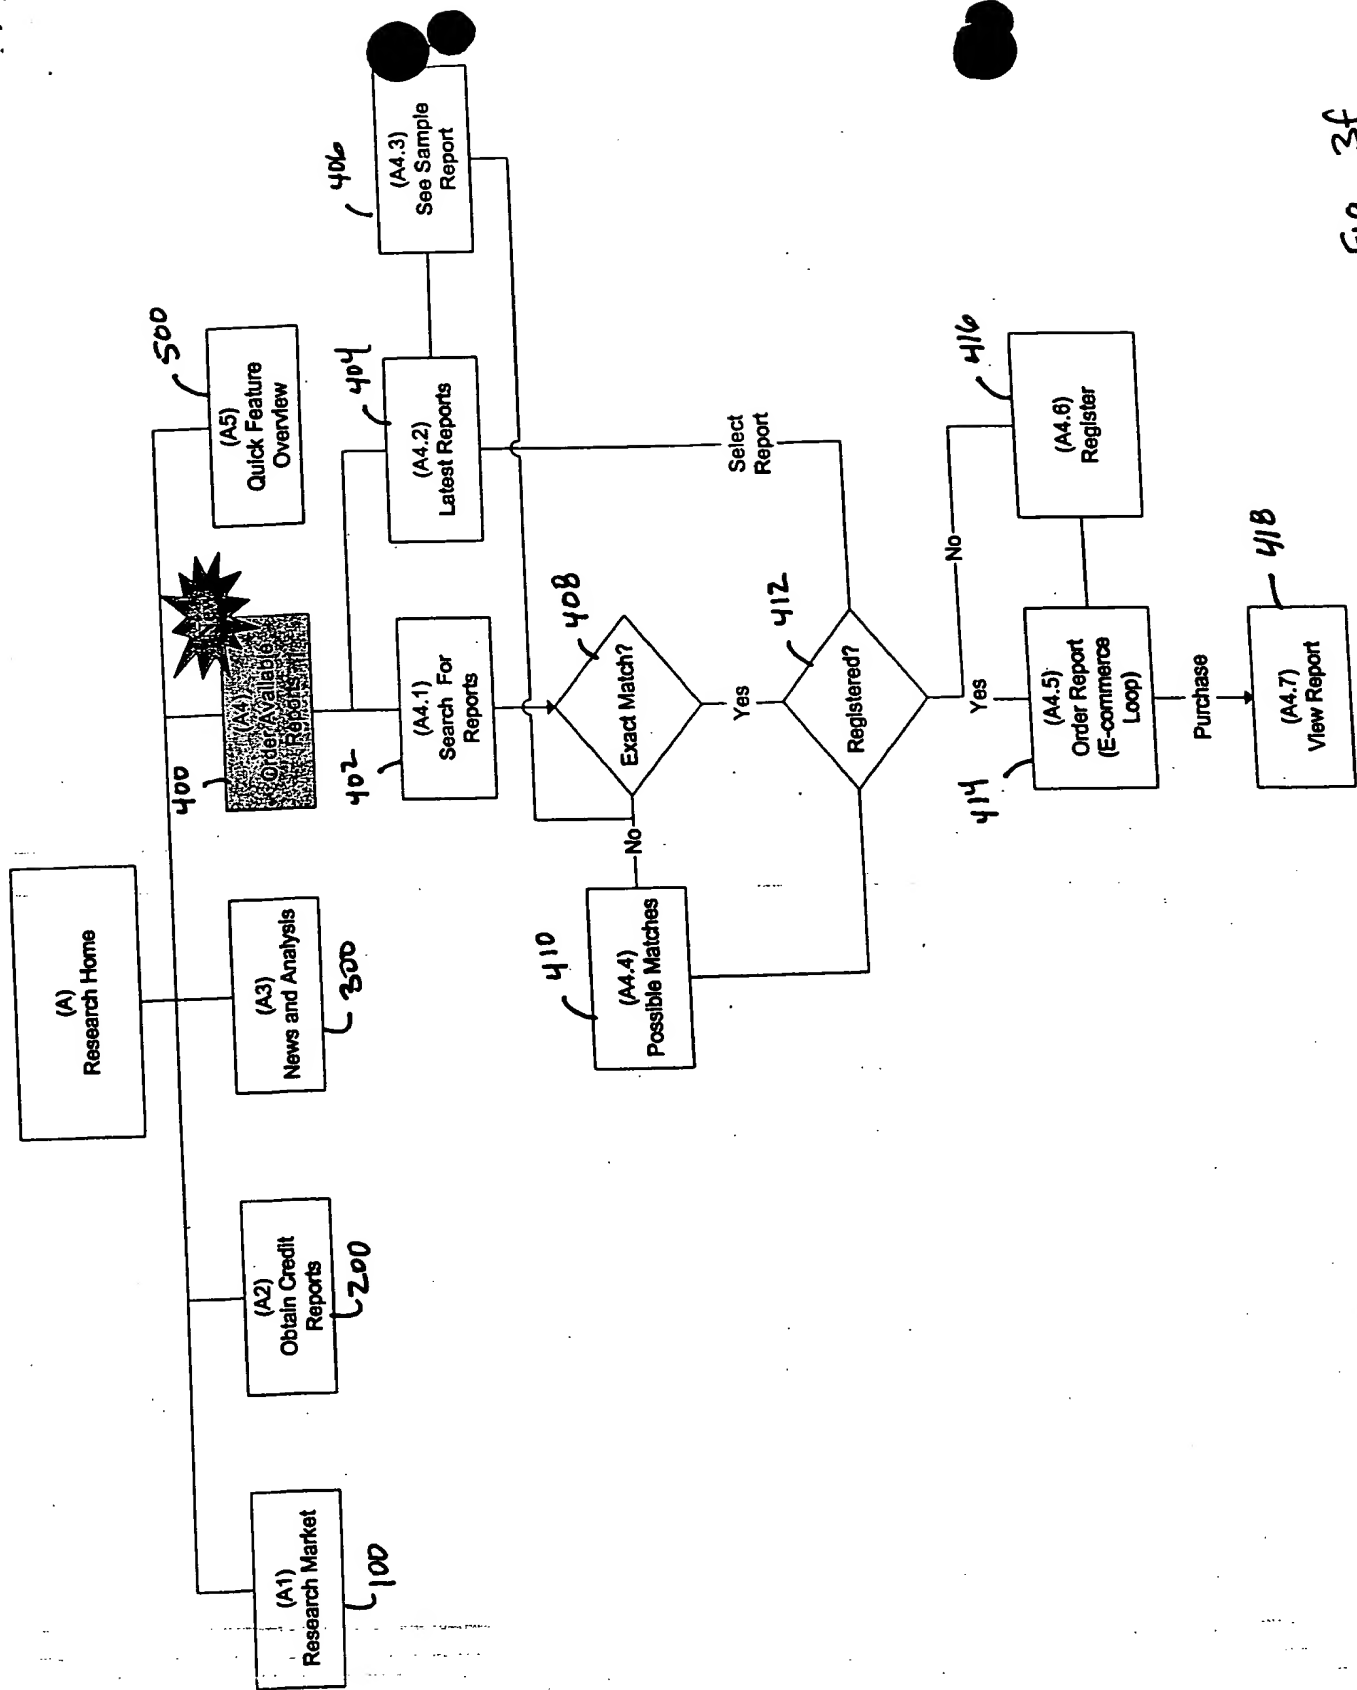 (A)
Research Home
(A1)
Research Market
100
(A2)
Obtain Credit
Reports
200
(A3)
News and Analysis
300
400
(A4)
Order Available
Reports
NEW
(A5)
Quick Feature
Overview
500
402
(A4.1)
Search For
Reports
404
(A4.2)
Latest Reports
406
(A4.3)
See Sample
Report
408
Exact Match?
No
Yes
410
(A4.4)
Possible Matches
Select
Report
412
Registered?
Yes
No
414
(A4.5)
Order Report
(E-commerce
Loop)
416
(A4.6)
Register
Purchase
418
(A4.7)
View Report
3f